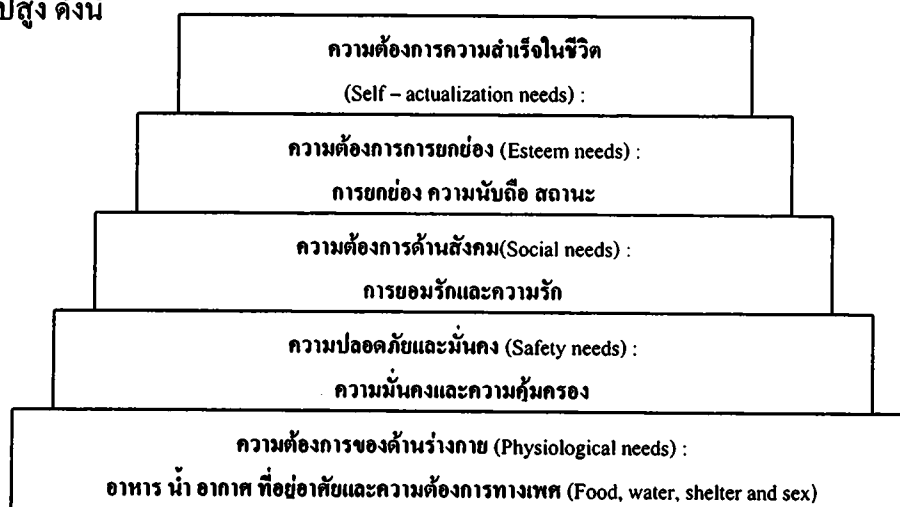 ปสูง ดังน
ความต้องการความสำเร็จในชีวิต
(Self – actualization needs) :
ความต้องการการยกย่อง (Esteem needs) :
การยกย่อง ความนับถือ สถานะ
ความต้องการด้านสังคม(Social needs) :
การยอมรักและความรัก
ความปลอดภัยและมั่นคง (Safety needs) :
ความมั่นคงและความคุ้มครอง
ความต้องการของด้านร่างกาย (Physiological needs) :
อาหาร น้ำ อากาศ ที่อยู่อาศัยและความต้องการทางเพศ (Food, water, shelter and sex)